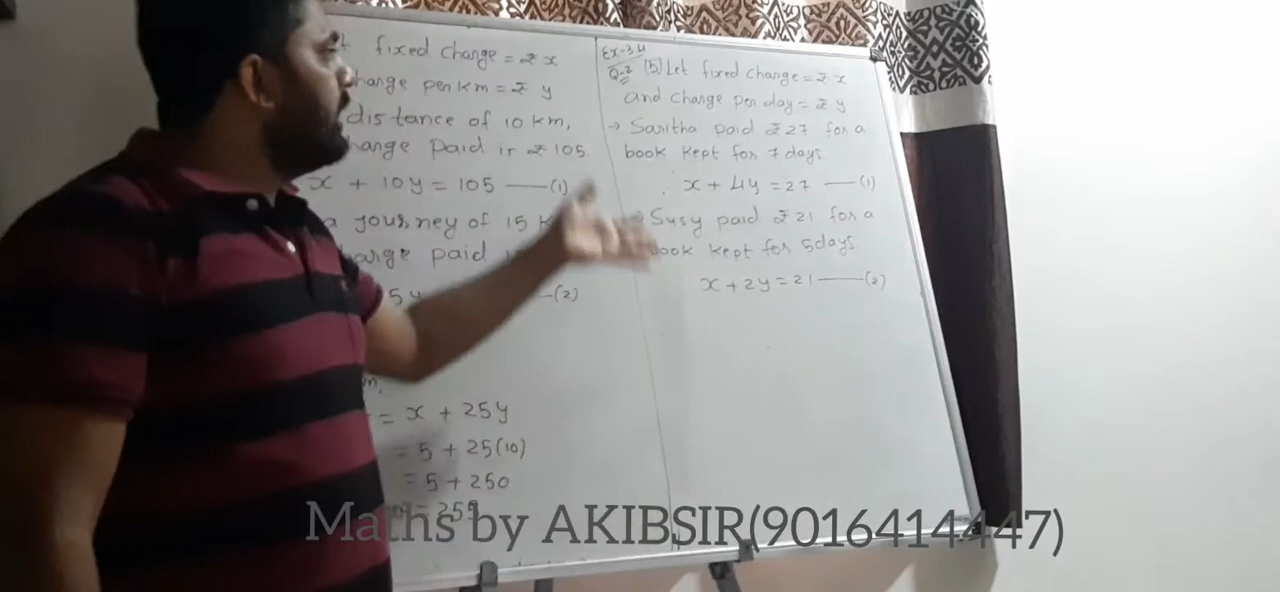 fixed change = ₹ x
hange per km = ₹ y
distance of 10 km,
hange paid is ₹ 105
x + 10y = 105 —— (1)
a journey of 15 k
arge paid
5y —(2)
m,
= x + 25y
= 5 + 25(10)
= 5 + 250
= 255
Ex-3.4
Q-2 (5) Let fixed change = ₹ x
and change per day = ₹ y
→ Saritha paid ₹27 for a
book kept for 7 days
x + 4y = 27 —— (1)
Susy paid ₹21 for a
book kept for 5 days
x + 2y = 21 —— (2)
Maths by AKIBSIR(9016414447)